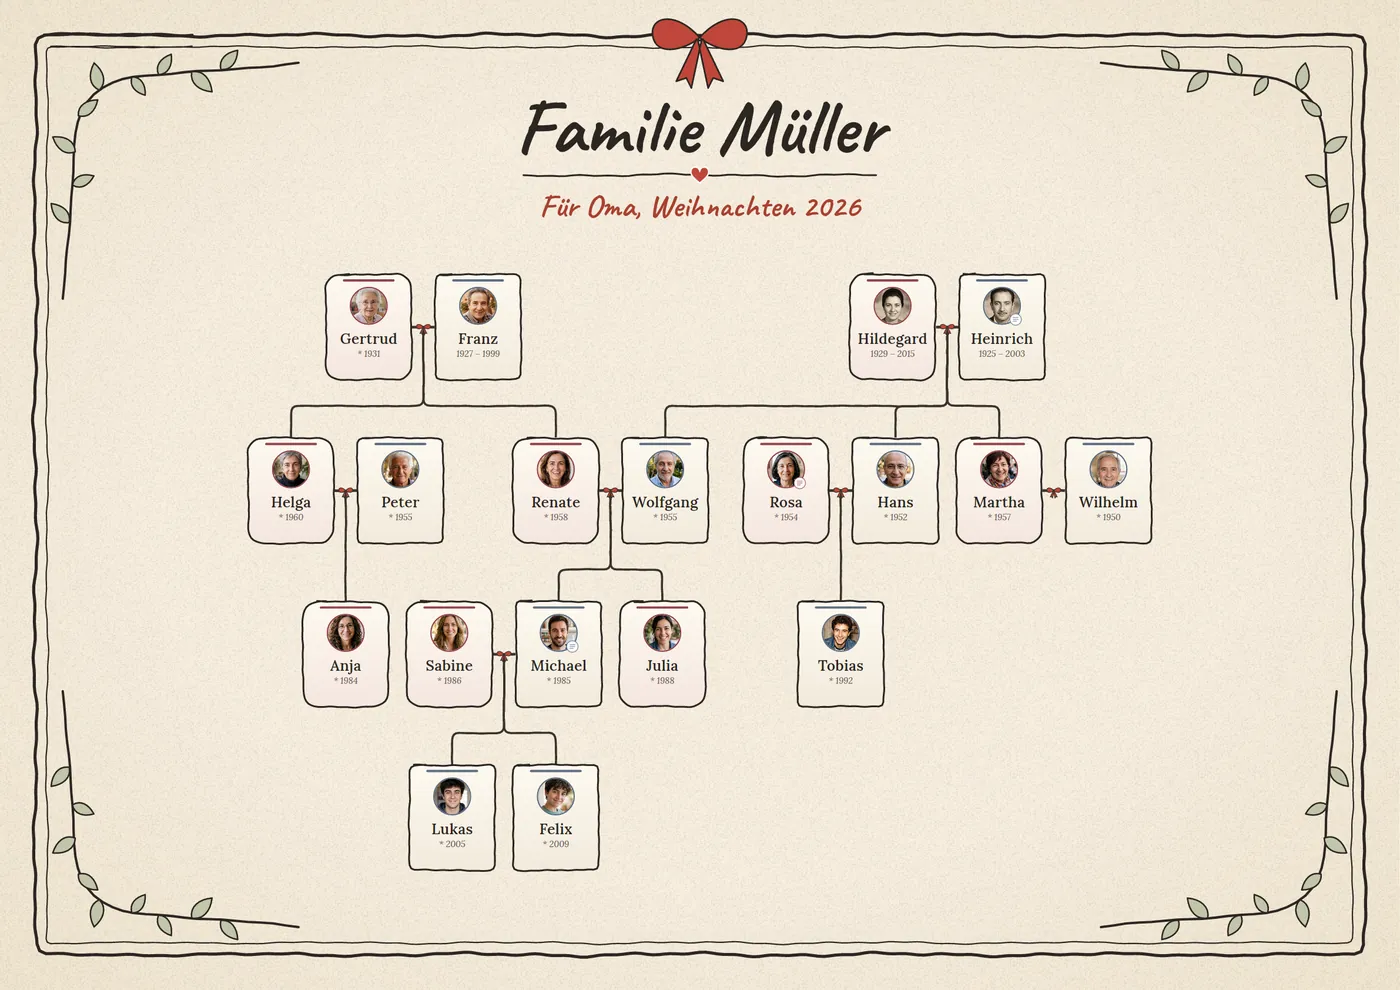 Familie Müller
Für Oma, Weihnachten 2026
Gertrud
* 1931
Franz
1927 – 1999
Hildegard
1929 – 2015
Heinrich
1925 – 2003
Helga
* 1960
Peter
* 1955
Renate
* 1958
Wolfgang
* 1955
Rosa
* 1954
Hans
* 1952
Martha
* 1957
Wilhelm
* 1950
Anja
* 1984
Sabine
* 1986
Michael
* 1985
Julia
* 1988
Tobias
* 1992
Lukas
* 2005
Felix
* 2009